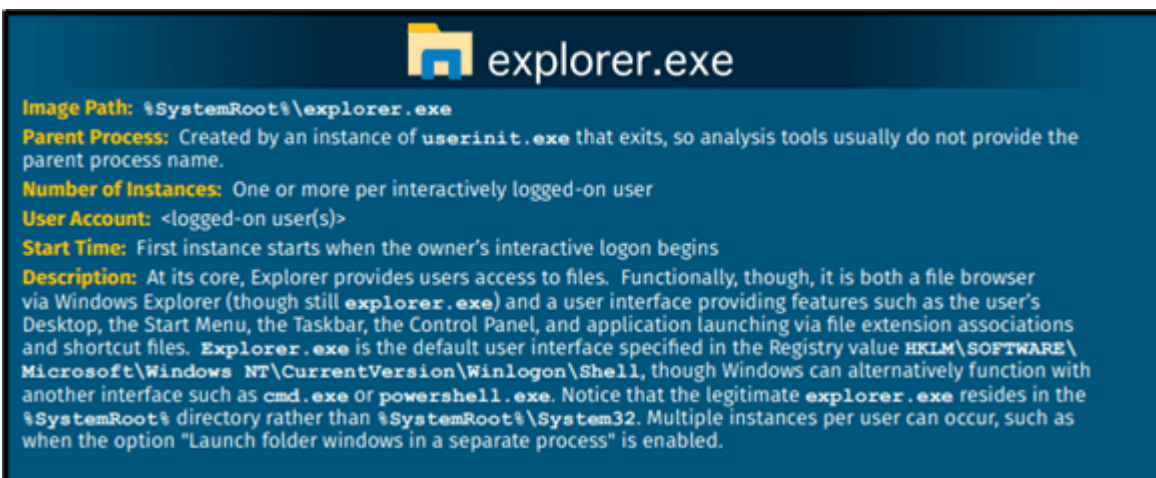 explorer.exe
Image Path: %SystemRoot%\explorer.exe
Parent Process: Created by an instance of userinit.exe that exits, so analysis tools usually do not provide the
parent process name.
Number of Instances: One or more per interactively logged-on user
User Account: <logged-on user(s)>
Start Time: First instance starts when the owner's interactive logon begins
Description: At its core, Explorer provides users access to files. Functionally, though, it is both a file browser
via Windows Explorer (though still explorer.exe) and a user interface providing features such as the user's
Desktop, the Start Menu, the Taskbar, the Control Panel, and application launching via file extension associations
and shortcut files. Explorer.exe is the default user interface specified in the Registry value HKLM\SOFTWARE\
Microsoft\Windows NT\CurrentVersion\Winlogon\Shell, though Windows can alternatively function with
another interface such as cmd.exe or powershell.exe. Notice that the legitimate explorer.exe resides in the
%SystemRoot% directory rather than %SystemRoot%\System32. Multiple instances per user can occur, such as
when the option "Launch folder windows in a separate process" is enabled.